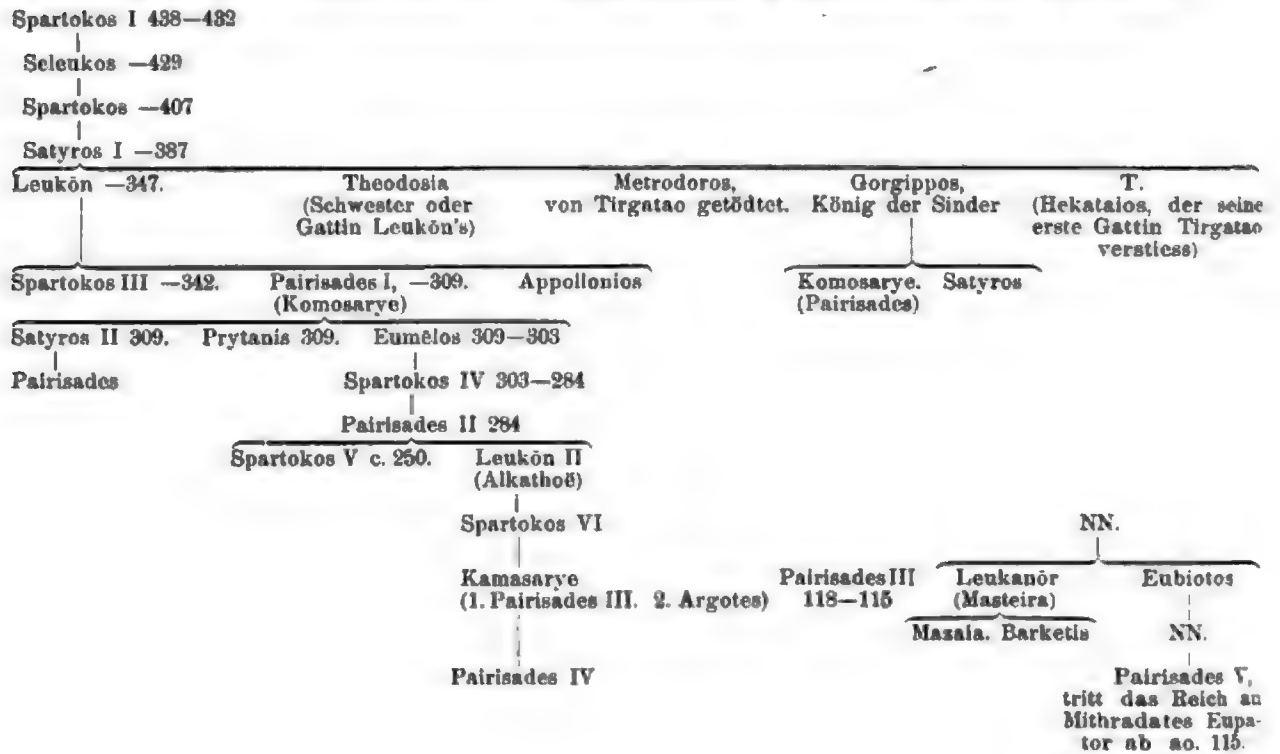 Spartokos I 438—432
Seleukos —429
Spartokos —407
Satyros I —387
Leukōn —347. Theodosia Metrodoros, Gorgippos, T.
(Schwester oder von Tirgatao getödtet. König der Sinder (Hekataios, der seine
Gattin Leukōn's) erste Gattin Tirgatao
verstiess)
Spartokos III —342. Pairisades I, —309. Appollonios Komosarye. Satyros
(Komosarye) (Pairisades)
Satyros II 309. Prytanis 309. Eumēlos 309—303
Pairisades Spartokos IV 303—284
Pairisades II 284
Spartokos V c. 250. Leukōn II
(Alkathoë)
Spartokos VI NN.
Kamasarye Pairisades III Leukanōr Eubiotos
(1. Pairisades III. 2. Argotes) 118—115 (Masteira)
Mazaia. Barketis NN.
Pairisades IV Pairisades V,
tritt das Reich an
Mithradates Eupa-
tor ab ao. 115.